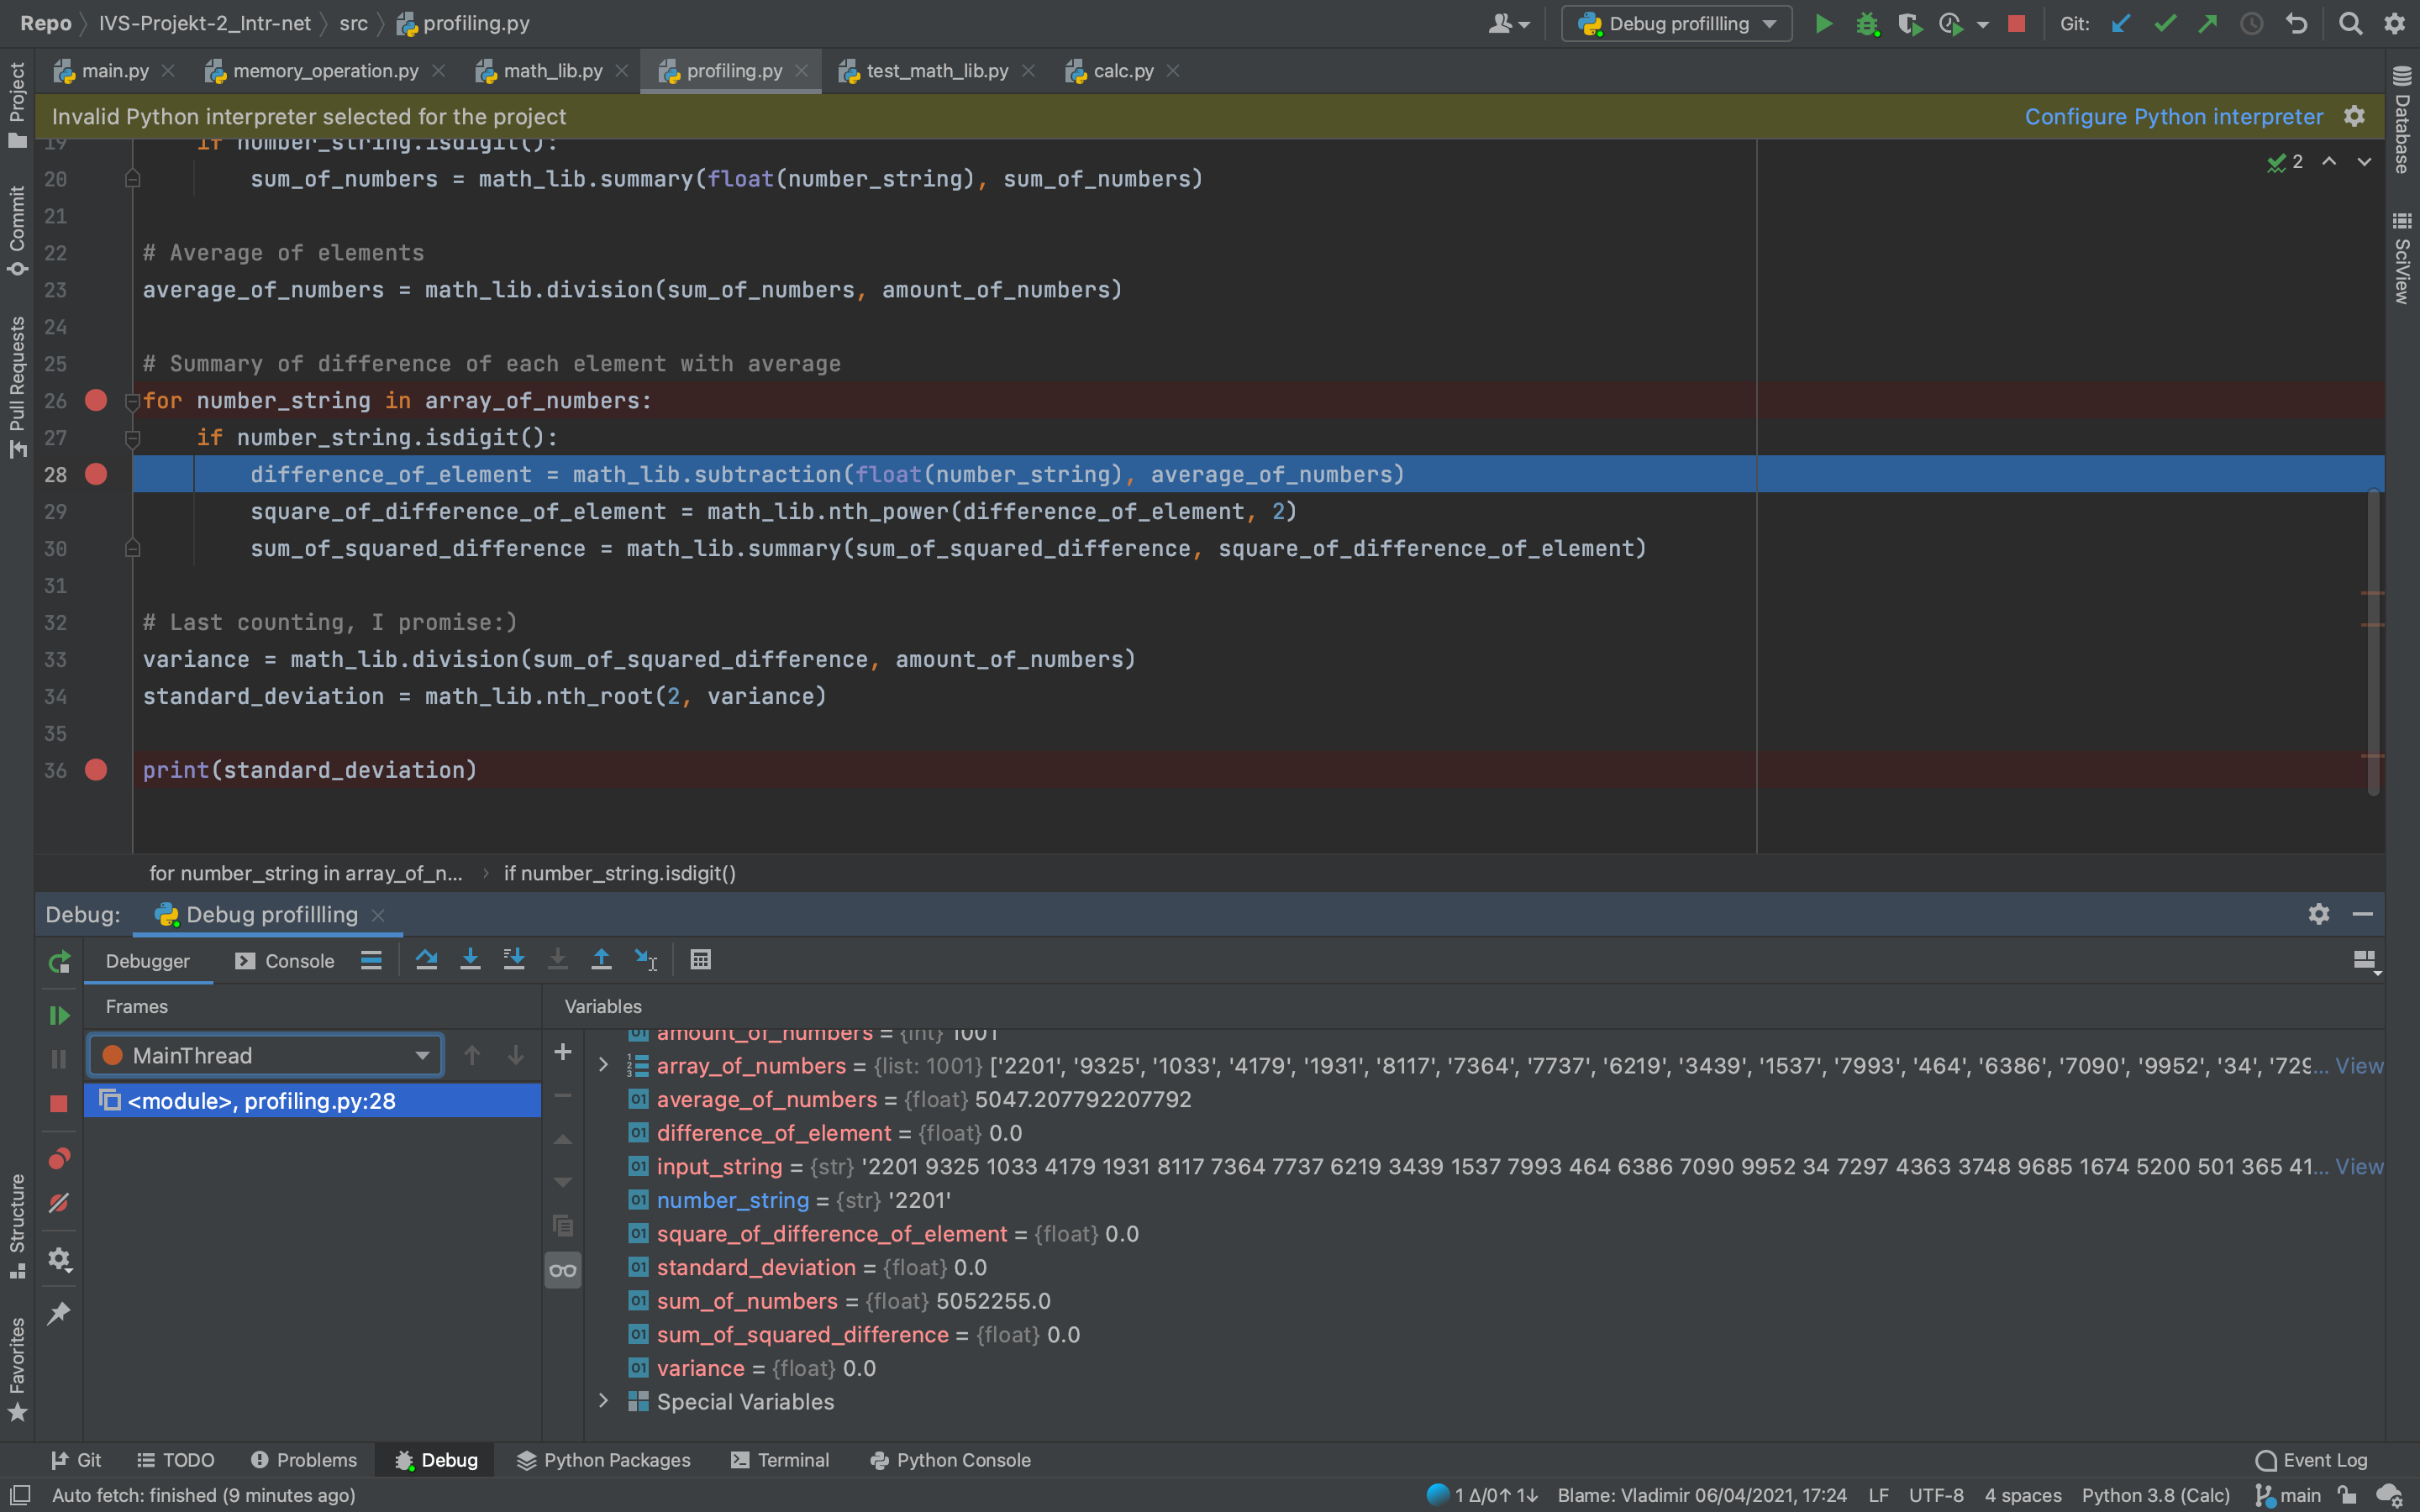 Repo IVS-Projekt-2_Intr-net src profiling.py Debug profillling Git:
main.py memory_operation.py math_lib.py profiling.py test_math_lib.py calc.py
Invalid Python interpreter selected for the project Configure Python interpreter
Project
Commit
Pull Requests
Structure
Favorites
Database
SciView
19 if number_string.isdigit(): 2
20 sum_of_numbers = math_lib.summary(float(number_string), sum_of_numbers)
21
22 # Average of elements
23 average_of_numbers = math_lib.division(sum_of_numbers, amount_of_numbers)
24
25 # Summary of difference of each element with average
26 for number_string in array_of_numbers:
27 if number_string.isdigit():
28 difference_of_element = math_lib.subtraction(float(number_string), average_of_numbers)
29 square_of_difference_of_element = math_lib.nth_power(difference_of_element, 2)
30 sum_of_squared_difference = math_lib.summary(sum_of_squared_difference, square_of_difference_of_element)
31
32 # Last counting, I promise:)
33 variance = math_lib.division(sum_of_squared_difference, amount_of_numbers)
34 standard_deviation = math_lib.nth_root(2, variance)
35
36 print(standard_deviation)
for number_string in array_of_n... if number_string.isdigit()
Debug: Debug profillling
Debugger Console
Frames Variables
MainThread
<module>, profiling.py:28
amount_of_numbers = {int} 1001
array_of_numbers = {list: 1001} ['2201', '9325', '1033', '4179', '1931', '8117', '7364', '7737', '6219', '3439', '1537', '7993', '464', '6386', '7090', '9952', '34', '729... View
01 average_of_numbers = {float} 5047.207792207792
01 difference_of_element = {float} 0.0
01 input_string = {str} '2201 9325 1033 4179 1931 8117 7364 7737 6219 3439 1537 7993 464 6386 7090 9952 34 7297 4363 3748 9685 1674 5200 501 365 41... View
01 number_string = {str} '2201'
01 square_of_difference_of_element = {float} 0.0
01 standard_deviation = {float} 0.0
01 sum_of_numbers = {float} 5052255.0
01 sum_of_squared_difference = {float} 0.0
01 variance = {float} 0.0
Special Variables
Git TODO Problems Debug Python Packages Terminal Python Console Event Log
Auto fetch: finished (9 minutes ago) 1 Δ/0↑ 1↓ Blame: Vladimir 06/04/2021, 17:24 LF UTF-8 4 spaces Python 3.8 (Calc) main